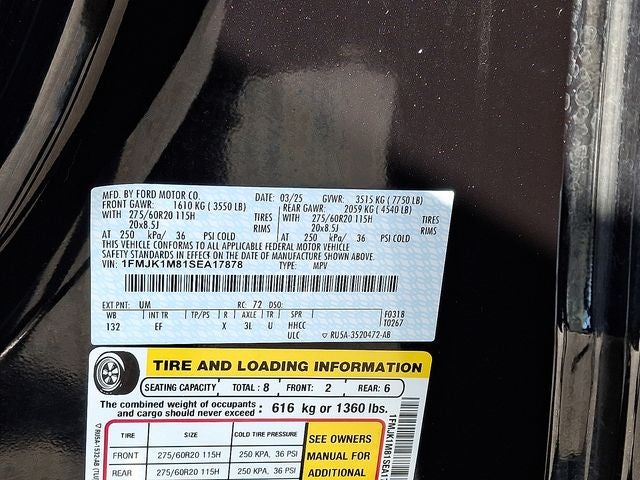 MFD. BY FORD MOTOR CO. DATE: 03/25 GVWR: 3515 KG ( 7750 LB)
FRONT GAWR: 1610 KG ( 3550 LB) REAR GAWR: 2059 KG ( 4540 LB)
WITH 275/60R20 115H TIRES WITH 275/60R20 115H TIRES
20x8.5J RIMS 20x8.5J RIMS
AT 250 kPa/ 36 PSI COLD AT 250 kPa/ 36 PSI COLD
THIS VEHICLE CONFORMS TO ALL APPLICABLE FEDERAL MOTOR VEHICLE
SAFETY STANDARDS IN EFFECT ON THE DATE OF MANUFACTURE SHOWN ABOVE.
VIN: 1FMJK1M81SEA17878 TYPE: MPV
EXT PNT: UM RC: 72 DSO:
WB INT TR TP/PS R AXLE TR SPR F0318
132 EF X 3L U HHCC T0267
ULC ▽ RU5A-3520472-AB
TIRE AND LOADING INFORMATION
SEATING CAPACITY TOTAL : 8 FRONT: 2 REAR: 6
The combined weight of occupants
and cargo should never exceed : 616 kg or 1360 lbs.
TIRE SIZE COLD TIRE PRESSURE
FRONT 275/60R20 115H 250 KPA, 36 PSI
REAR 275/60R20 115H 250 KPA, 36 PSI
SEE OWNERS
MANUAL FOR
ADDITIONAL
1FMJK1M81SEA1